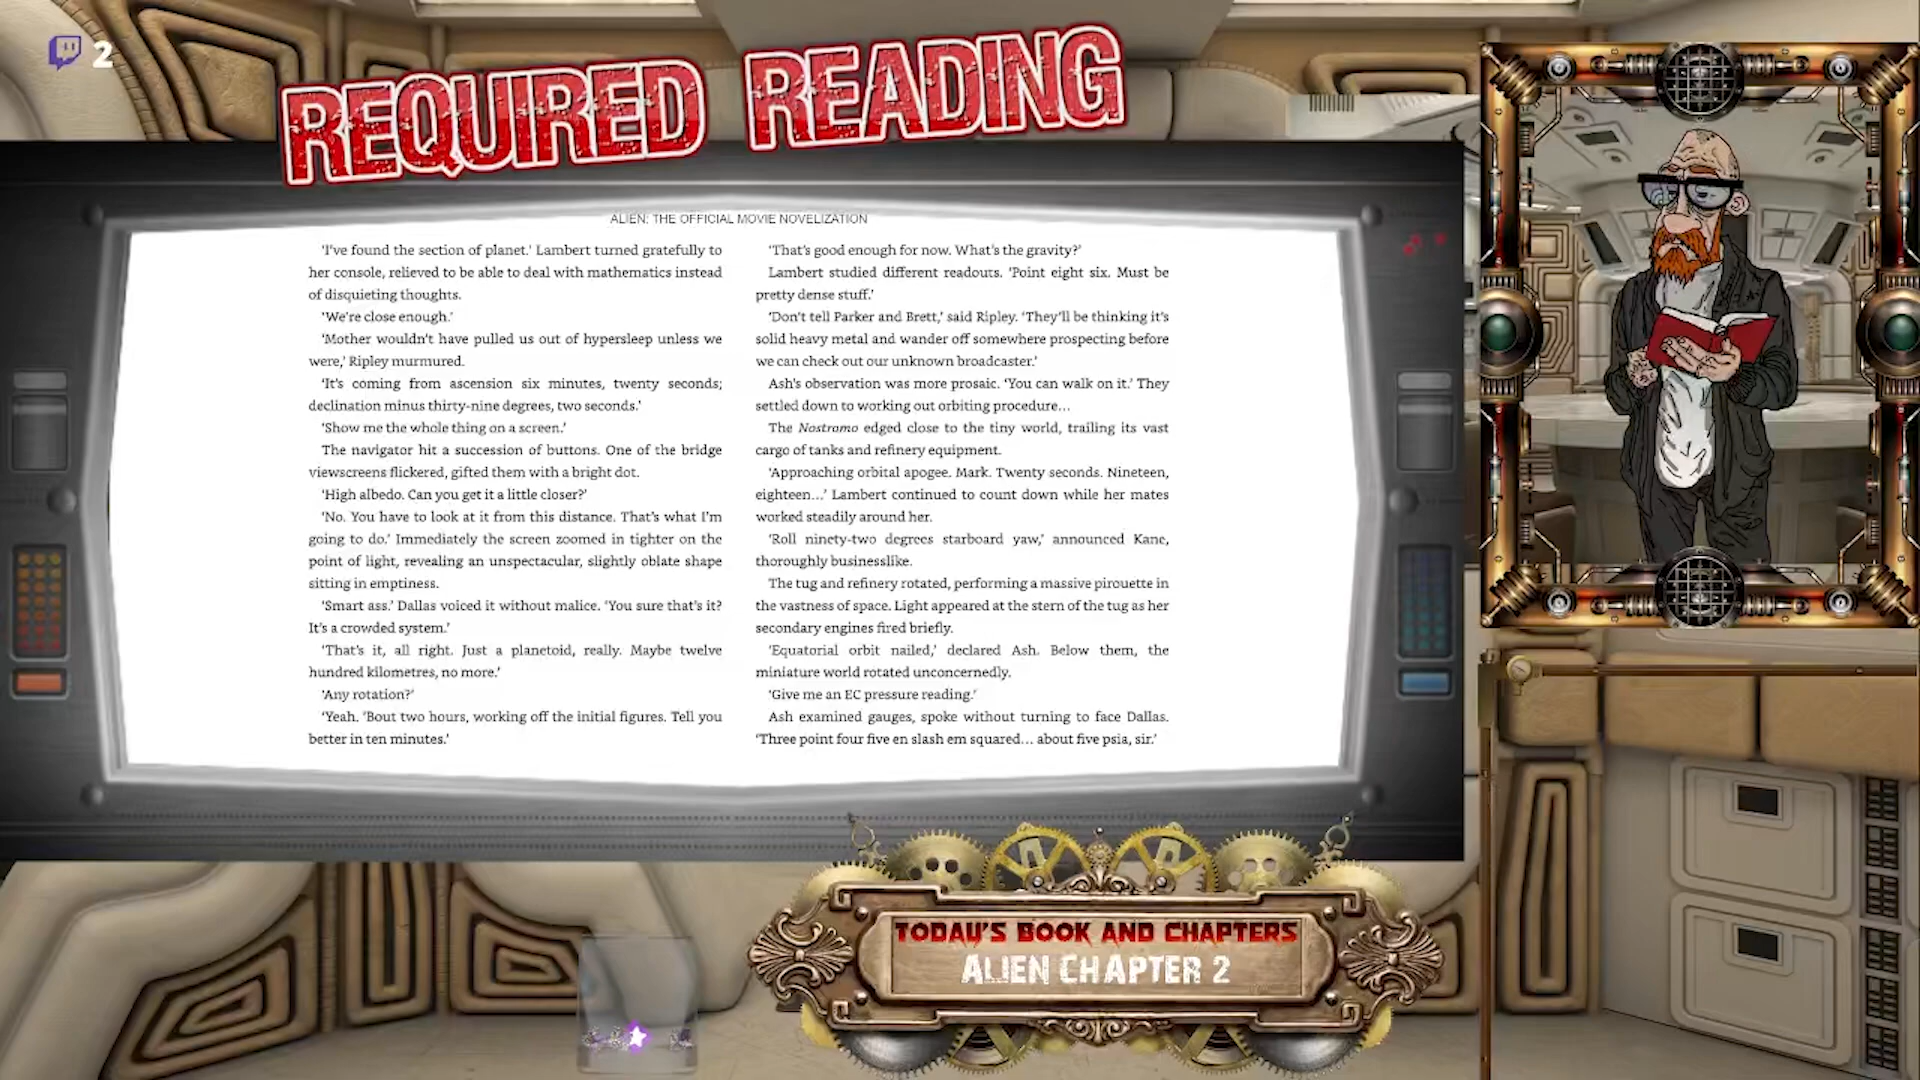 2
REQUIRED READING
ALIEN: THE OFFICIAL MOVIE NOVELIZATION
'I've found the section of planet.' Lambert turned gratefully to
her console, relieved to be able to deal with mathematics instead
of disquieting thoughts.
'We're close enough.'
'Mother wouldn't have pulled us out of hypersleep unless we
were,' Ripley murmured.
'It's coming from ascension six minutes, twenty seconds;
declination minus thirty-nine degrees, two seconds.'
'Show me the whole thing on a screen.'
The navigator hit a succession of buttons. One of the bridge
viewscreens flickered, gifted them with a bright dot.
'High albedo. Can you get it a little closer?'
'No. You have to look at it from this distance. That's what I'm
going to do.' Immediately the screen zoomed in tighter on the
point of light, revealing an unspectacular, slightly oblate shape
sitting in emptiness.
'Smart ass.' Dallas voiced it without malice. 'You sure that's it?
It's a crowded system.'
'That's it, all right. Just a planetoid, really. Maybe twelve
hundred kilometres, no more.'
'Any rotation?'
'Yeah. 'Bout two hours, working off the initial figures. Tell you
better in ten minutes.'
'That's good enough for now. What's the gravity?'
Lambert studied different readouts. 'Point eight six. Must be
pretty dense stuff.'
'Don't tell Parker and Brett,' said Ripley. 'They'll be thinking it's
solid heavy metal and wander off somewhere prospecting before
we can check out our unknown broadcaster.'
Ash's observation was more prosaic. 'You can walk on it.' They
settled down to working out orbiting procedure...
The Nostromo edged close to the tiny world, trailing its vast
cargo of tanks and refinery equipment.
'Approaching orbital apogee. Mark. Twenty seconds. Nineteen,
eighteen...' Lambert continued to count down while her mates
worked steadily around her.
'Roll ninety-two degrees starboard yaw,' announced Kane,
thoroughly businesslike.
The tug and refinery rotated, performing a massive pirouette in
the vastness of space. Light appeared at the stern of the tug as her
secondary engines fired briefly.
'Equatorial orbit nailed,' declared Ash. Below them, the
miniature world rotated unconcernedly.
'Give me an EC pressure reading.'
Ash examined gauges, spoke without turning to face Dallas.
'Three point four five en slash em squared... about five psia, sir.'
TODAY'S BOOK AND CHAPTERS
ALIEN CHAPTER 2